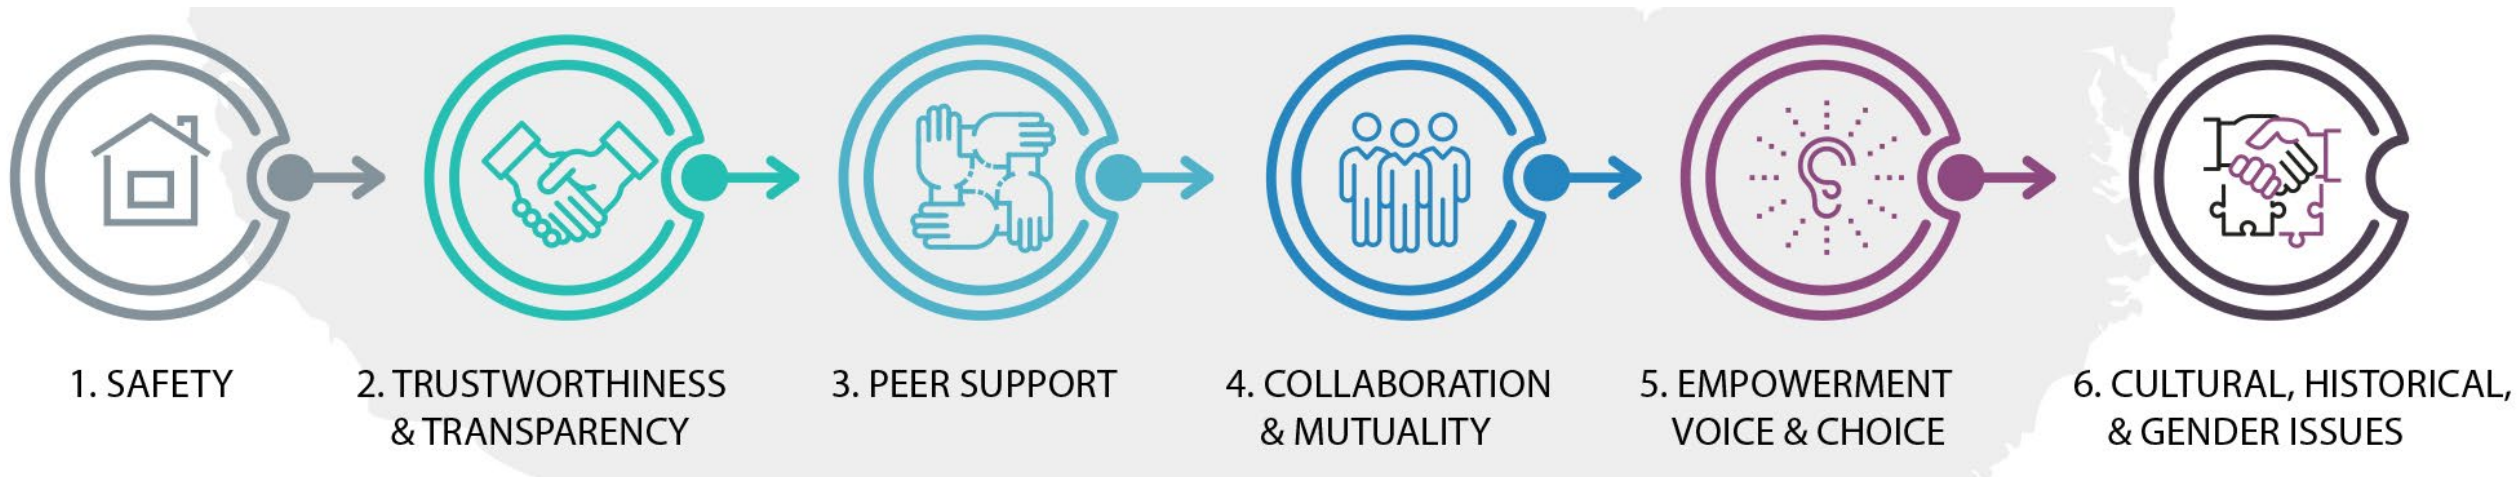 1. SAFETY
2. TRUSTWORTHINESS
& TRANSPARENCY
3. PEER SUPPORT
4. COLLABORATION
& MUTUALITY
5. EMPOWERMENT
VOICE & CHOICE
6. CULTURAL, HISTORICAL,
& GENDER ISSUES